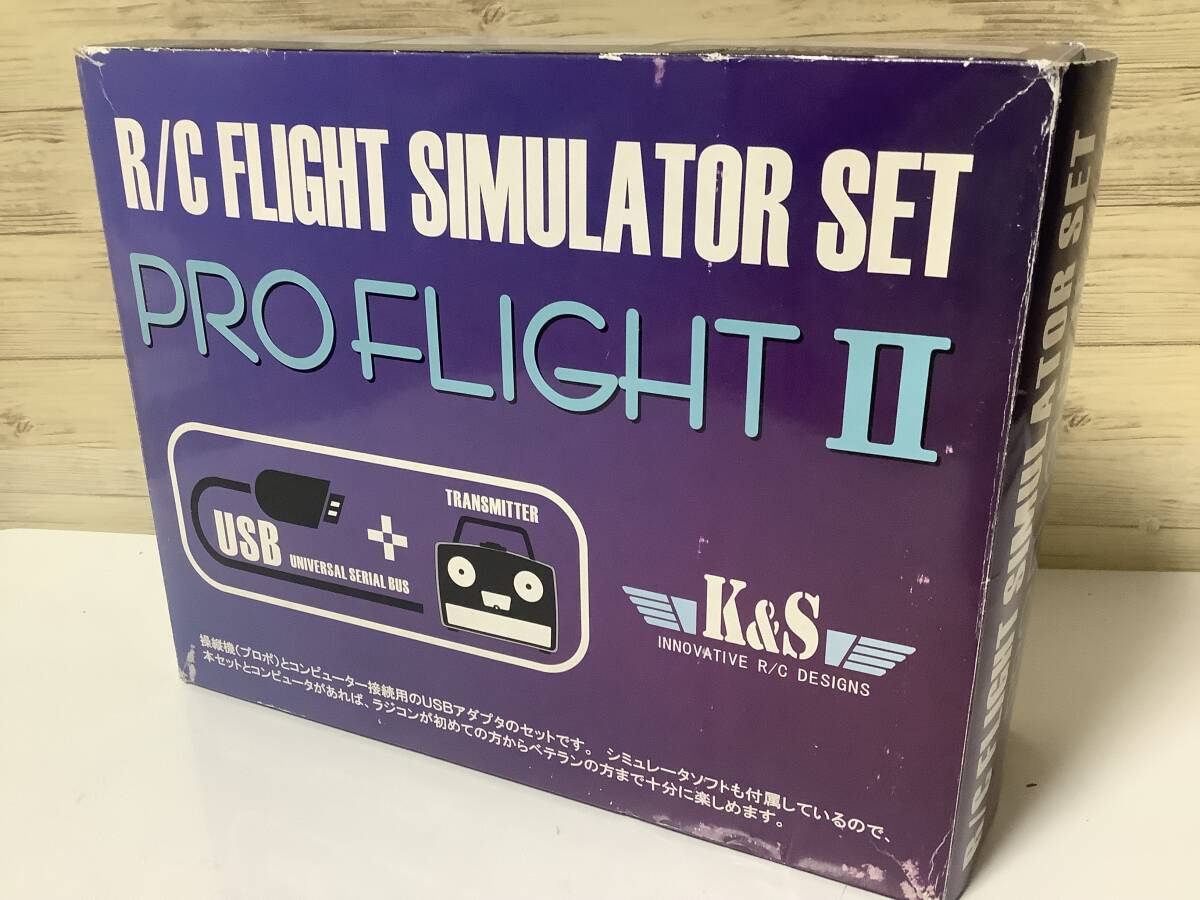 R/C FLIGHT SIMULATOR SET
PRO FLIGHT II
TRANSMITTER
USB
UNIVERSAL SERIAL BUS
K&S
INNOVATIVE R/C DESIGNS
操縦機(プロポ)とコンピューター接続用のUSBアダプタのセットです。 シミュレータソフトも付属しているので、
本セットとコンピュータがあれば、ラジコンが初めての方からベテランの方まで十分に楽しめます。
R/C FLIGHT SIMULATOR SET